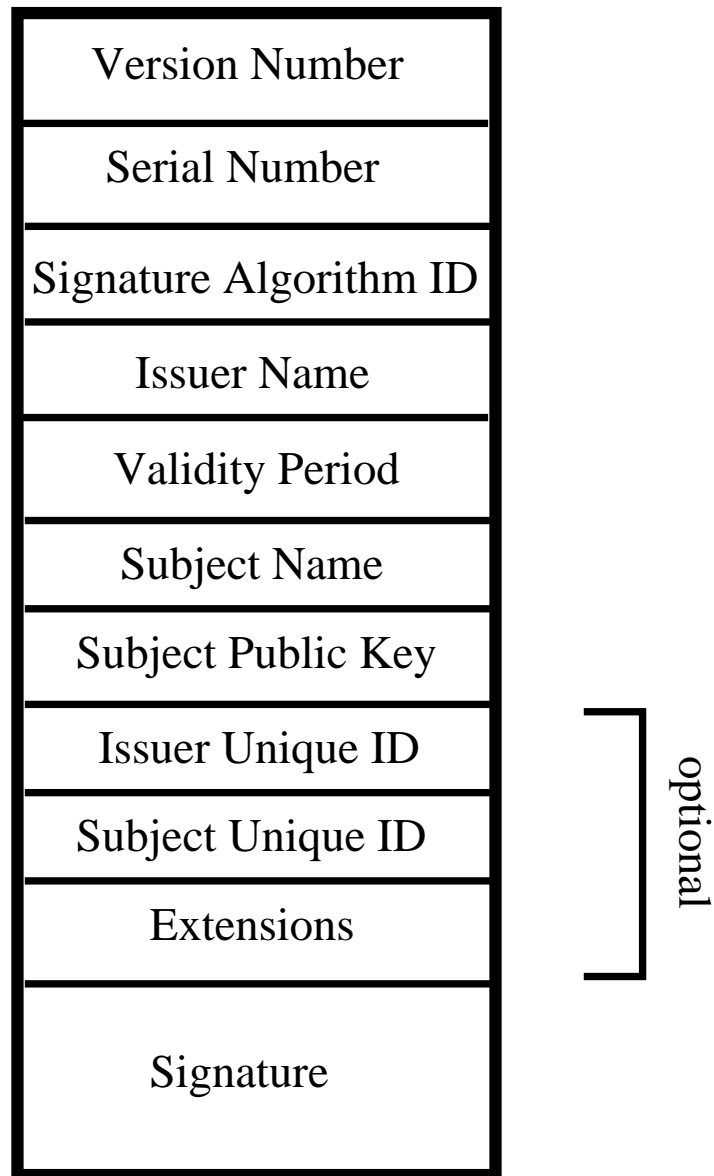 Version Number
Serial Number
Signature Algorithm ID
Issuer Name
Validity Period
Subject Name
Subject Public Key
Issuer Unique ID
Subject Unique ID
Extensions
optional
Signature